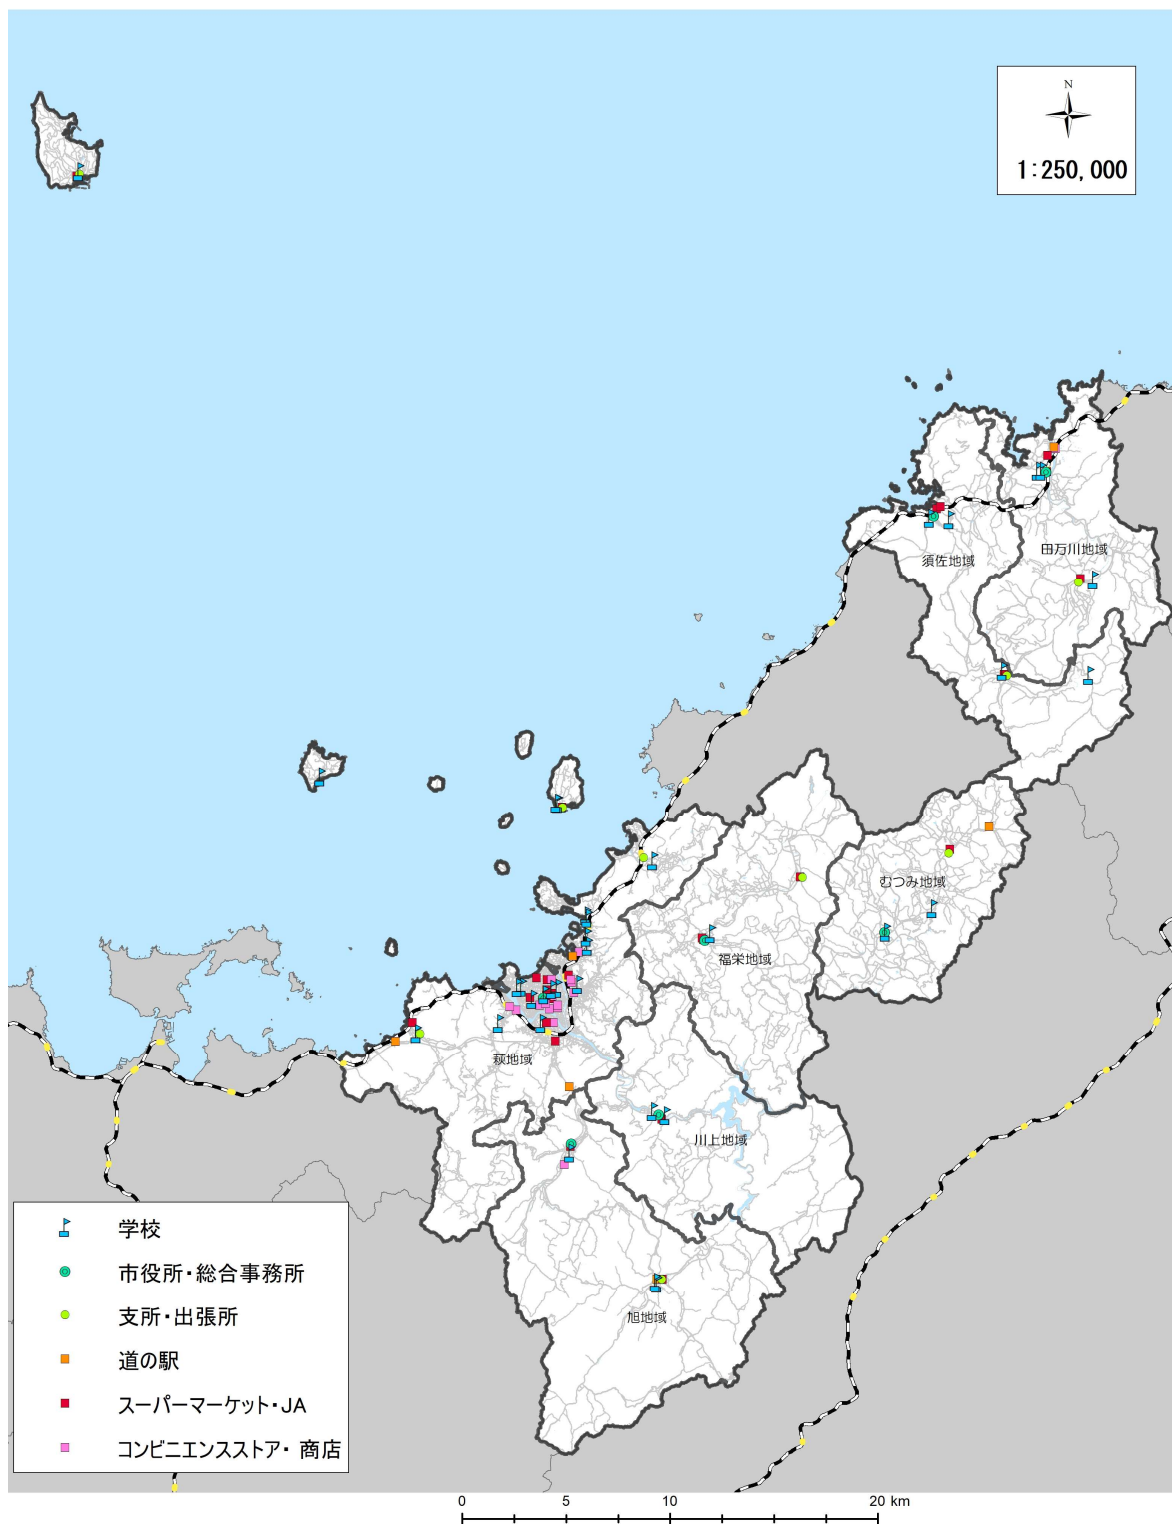 N
1:250,000
須佐地域
田万川地域
むつみ地域
福栄地域
萩地域
川上地域
旭地域
学校
市役所・総合事務所
支所・出張所
道の駅
スーパーマーケット・JA
コンビニエンスストア・ 商店
0 5 10 20 km